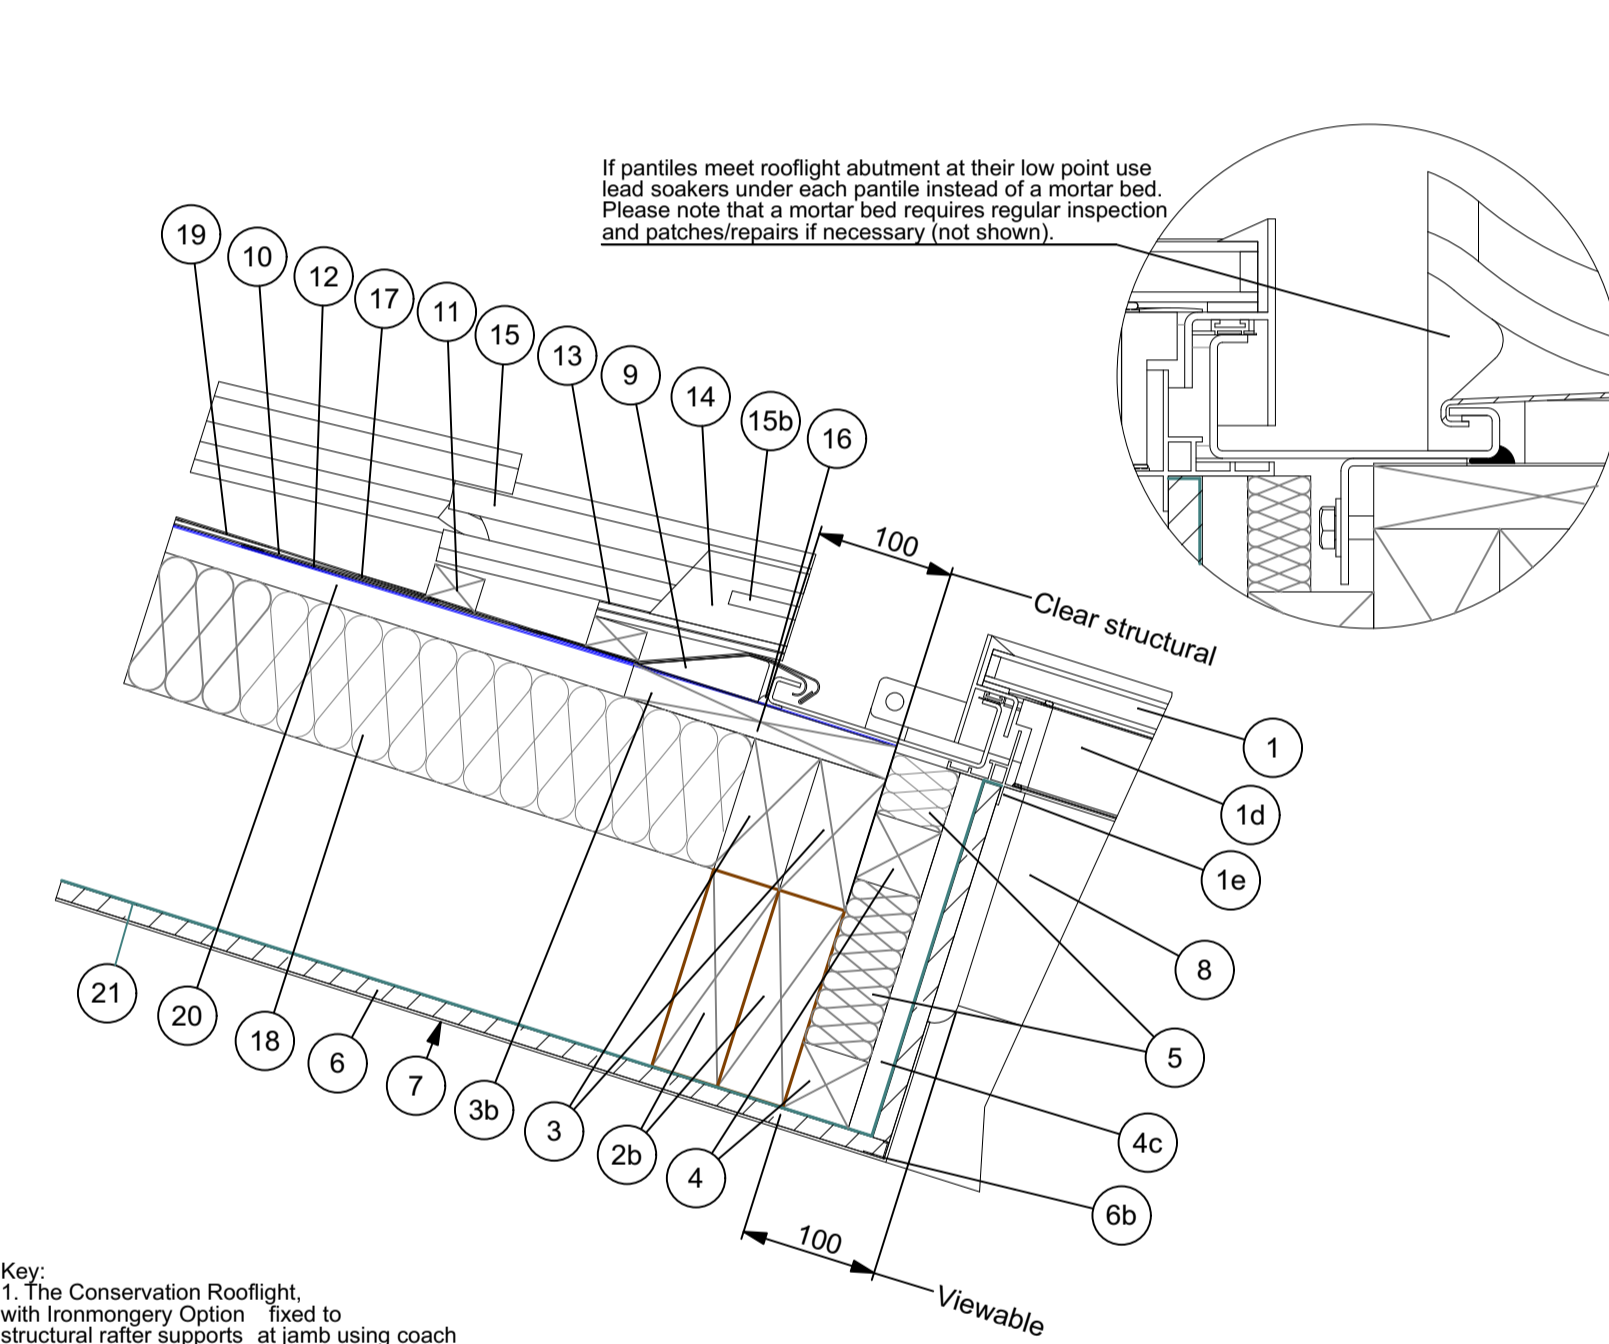 If pantiles meet rooflight abutment at their low point use
lead soakers under each pantile instead of a mortar bed.
Please note that a mortar bed requires regular inspection
and patches/repairs if necessary (not shown).
19
10
12
17
11
15
13
9
14
15b
16
100
Clear structural
1
1d
1e
8
5
4c
6b
21
20
18
6
7
3b
3
2b
4
100
Viewable
Key:
1. The Conservation Rooflight,
with Ironmongery Option fixed to
structural rafter supports at jamb using coach